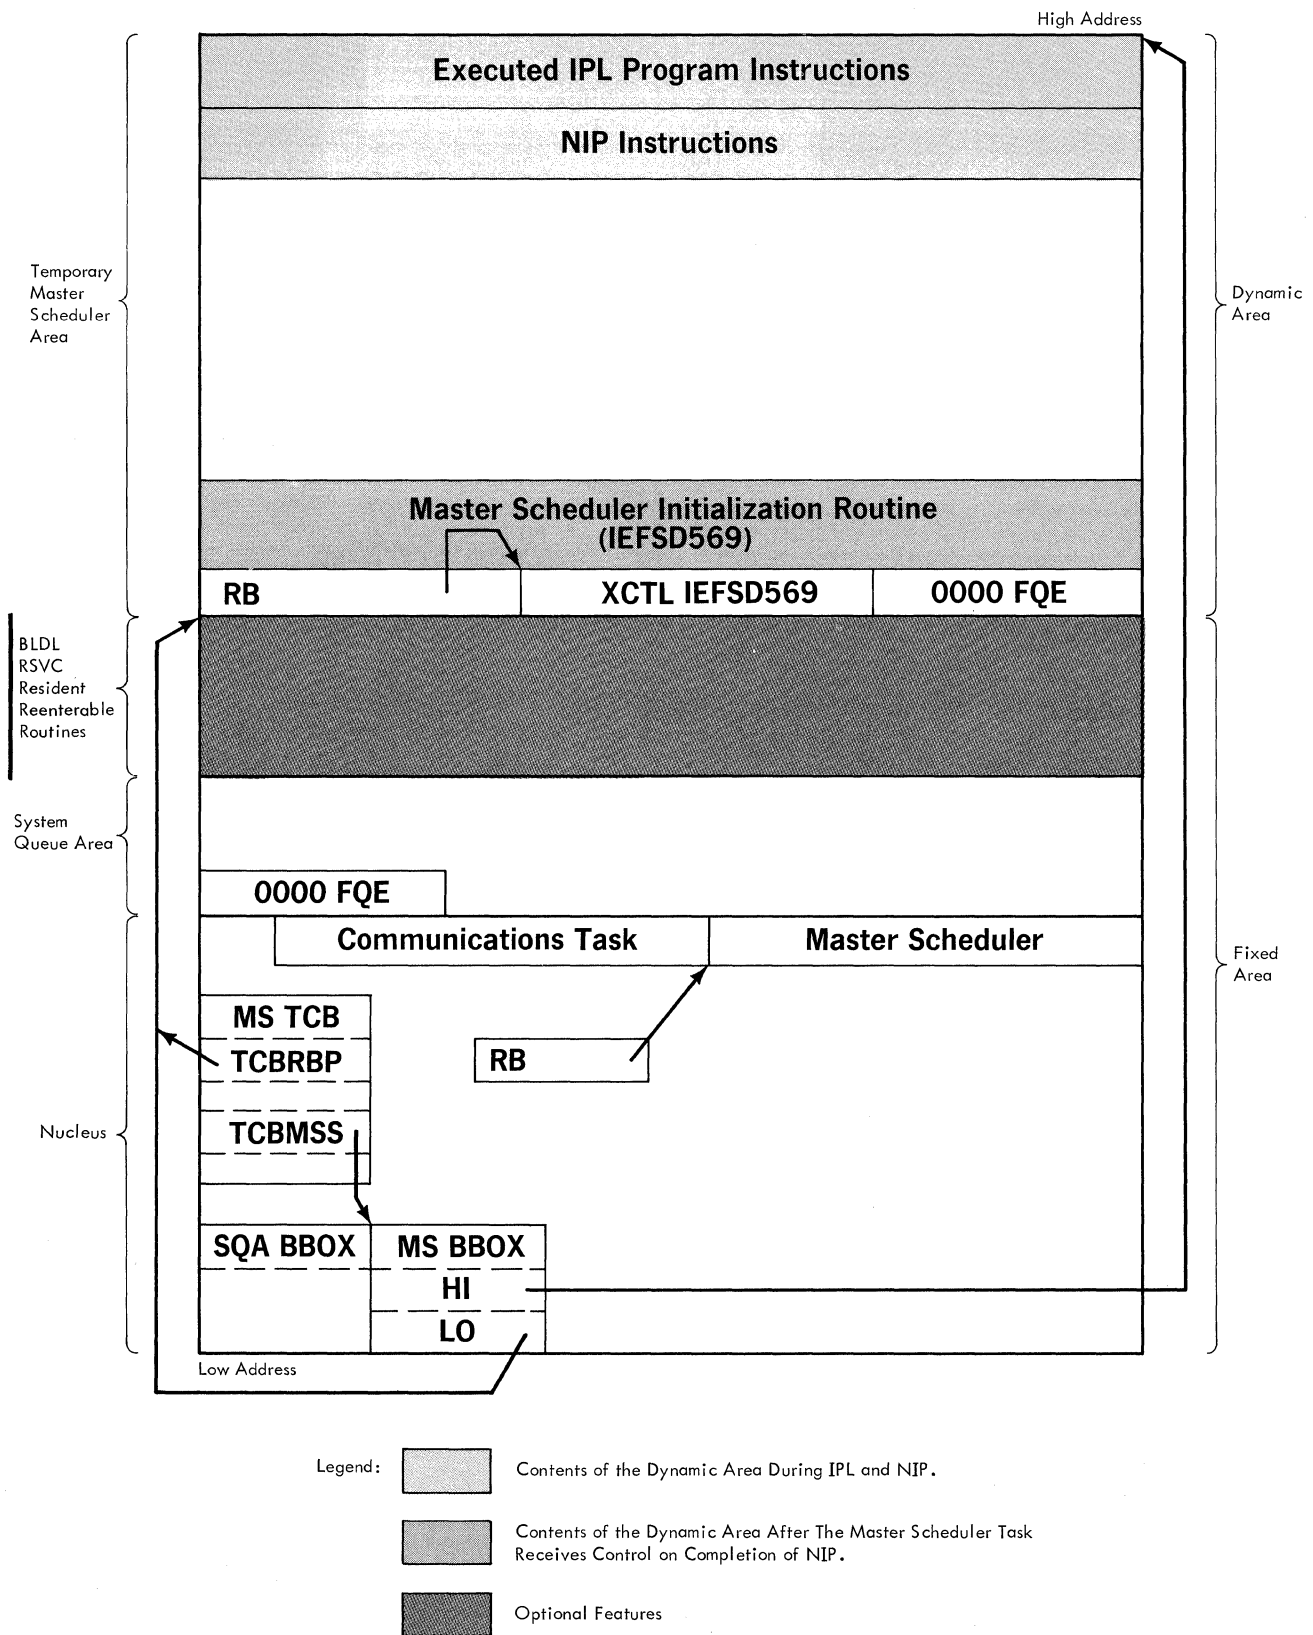 High Address
Executed IPL Program Instructions
NIP Instructions
Temporary
Master
Scheduler
Area
Dynamic
Area
Master Scheduler Initialization Routine
(IEFSD569)
RB
XCTL IEFSD569
0000 FQE
BLDL
RSVC
Resident
Reenterable
Routines
System
Queue Area
0000 FQE
Communications Task
Master Scheduler
Fixed
Area
MS TCB
TCBRBP
RB
TCBMSS
Nucleus
SQA BBOX
MS BBOX
HI
LO
Low Address
Legend:
Contents of the Dynamic Area During IPL and NIP.
Contents of the Dynamic Area After The Master Scheduler Task
Receives Control on Completion of NIP.
Optional Features